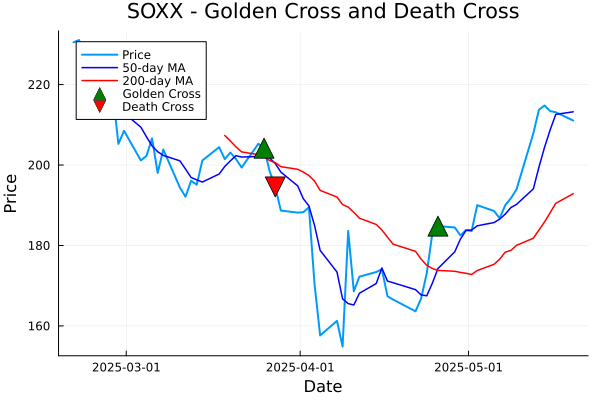 SOXX - Golden Cross and Death Cross
Price
50-day MA
200-day MA
Golden Cross
Death Cross
220
200
180
160
Price
2025-03-01
2025-04-01
2025-05-01
Date